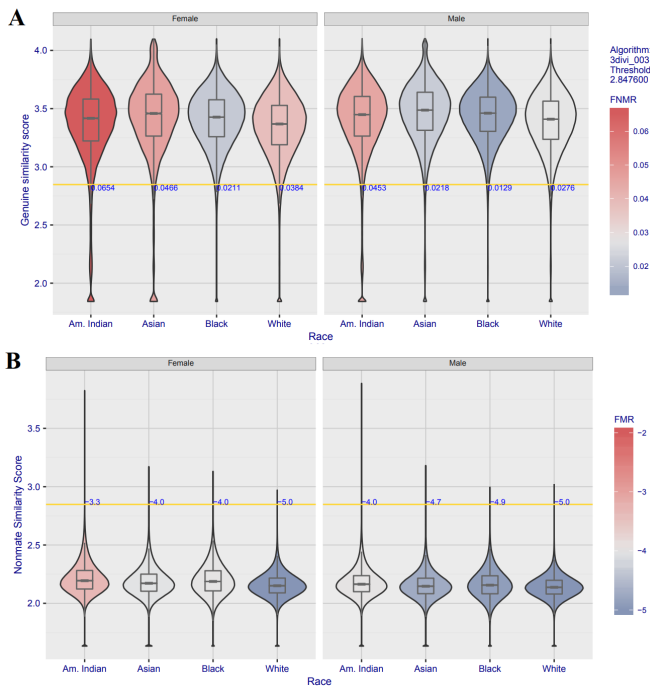 A
Female
Male
4.0
3.5
3.0
2.5
2.0
Genuine similarity score
0.0654
0.0466
0.0211
0.0384
0.0453
0.0218
0.0129
0.0276
Am. Indian
Asian
Black
White
Am. Indian
Asian
Black
White
Race
Algorithm
3divi_003
Threshold
2.847600
FNMR
0.06
0.05
0.04
0.03
0.02
B
Female
Male
3.5
3.0
2.5
2.0
Nonmate Similarity Score
−3.3
−4.0
−4.0
−5.0
−4.0
−4.7
−4.9
−5.0
Am. Indian
Asian
Black
White
Am. Indian
Asian
Black
White
Race
FMR
−2
−3
−4
−5